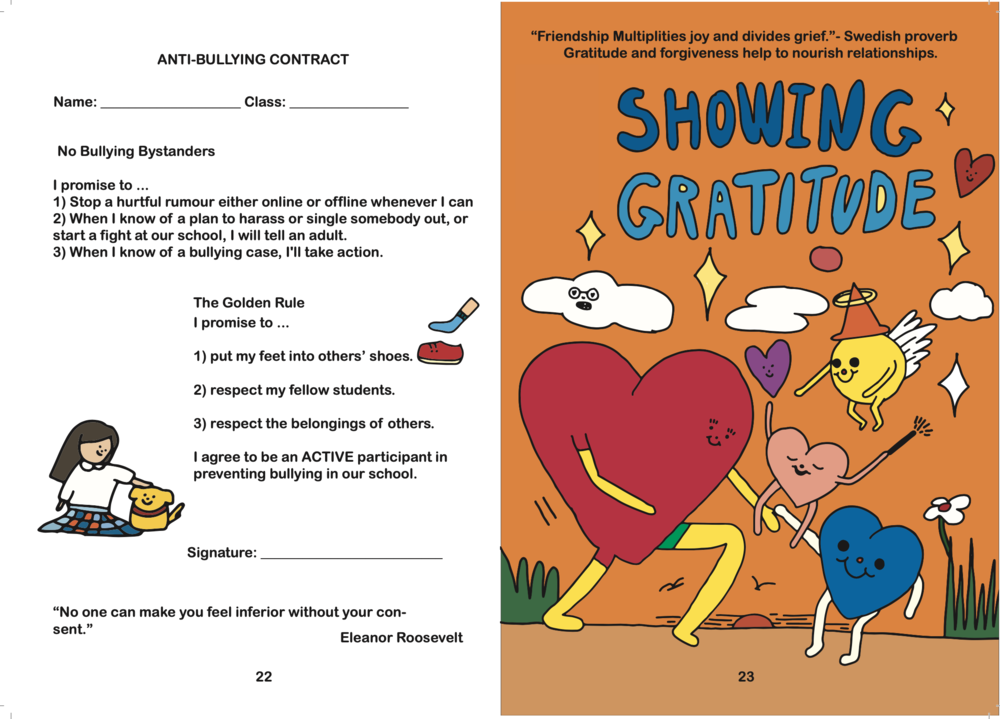 ANTI-BULLYING CONTRACT
Name: __________________ Class: _______________
No Bullying Bystanders
I promise to ...
1) Stop a hurtful rumour either online or offline whenever I can
2) When I know of a plan to harass or single somebody out, or
start a fight at our school, I will tell an adult.
3) When I know of a bullying case, I'll take action.
The Golden Rule
I promise to ...
1) put my feet into others’ shoes.
2) respect my fellow students.
3) respect the belongings of others.
I agree to be an ACTIVE participant in
preventing bullying in our school.
Signature: _______________________
“No one can make you feel inferior without your con-
sent.”
Eleanor Roosevelt
22
“Friendship Multiplities joy and divides grief.”- Swedish proverb
Gratitude and forgiveness help to nourish relationships.
SHOWING
GRATITUDE
23